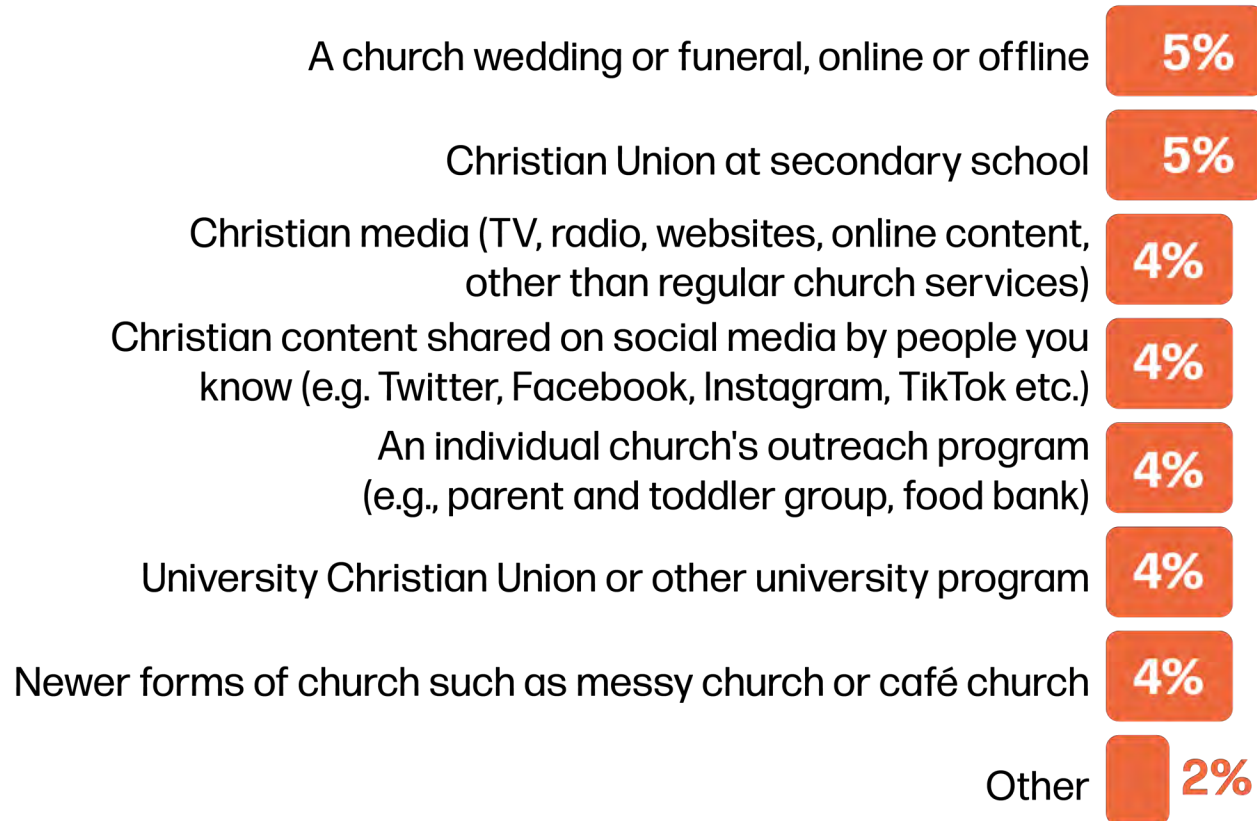 A church wedding or funeral, online or offline 5%
Christian Union at secondary school 5%
Christian media (TV, radio, websites, online content,
other than regular church services) 4%
Christian content shared on social media by people you
know (e.g. Twitter, Facebook, Instagram, TikTok etc.) 4%
An individual church's outreach program
(e.g., parent and toddler group, food bank) 4%
University Christian Union or other university program 4%
Newer forms of church such as messy church or café church 4%
Other 2%